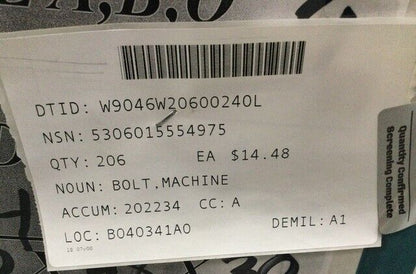 A,B,O
DTID: W9046W20600240L
NSN: 5306015554975
QTY: 206 EA $14.48
NOUN: BOLT,MACHINE
ACCUM: 202234 CC: A
LOC: B040341A0 DEMIL: A1
Quantity Confirmed
Screening Complete